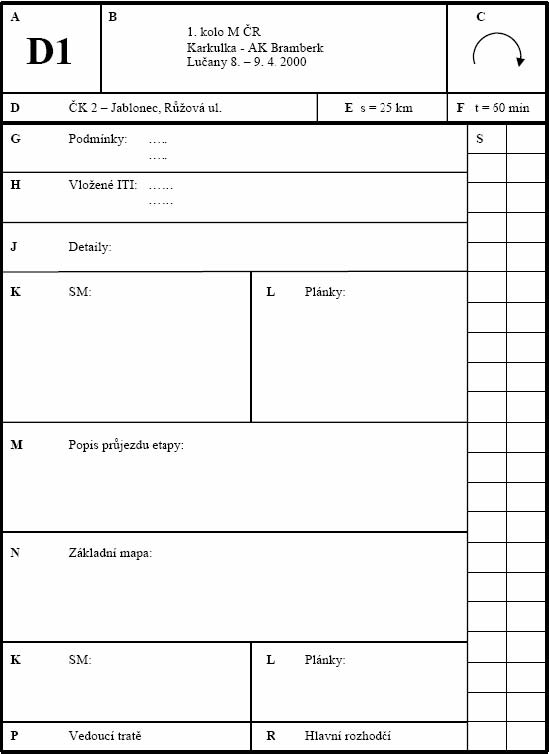 A
B
C
D1
1. kolo M ČR
Karkulka - AK Bramberk
Lučany 8. – 9. 4. 2000
D ČK 2 – Jablonec, Růžová ul.
E s = 25 km
F t = 60 min
G Podmínky: .....
.....
S
H Vložené ITI: ......
......
J Detaily:
K SM:
L Plánky:
M Popis průjezdu etapy:
N Základní mapa:
K SM:
L Plánky:
P Vedoucí tratě
R Hlavní rozhodčí